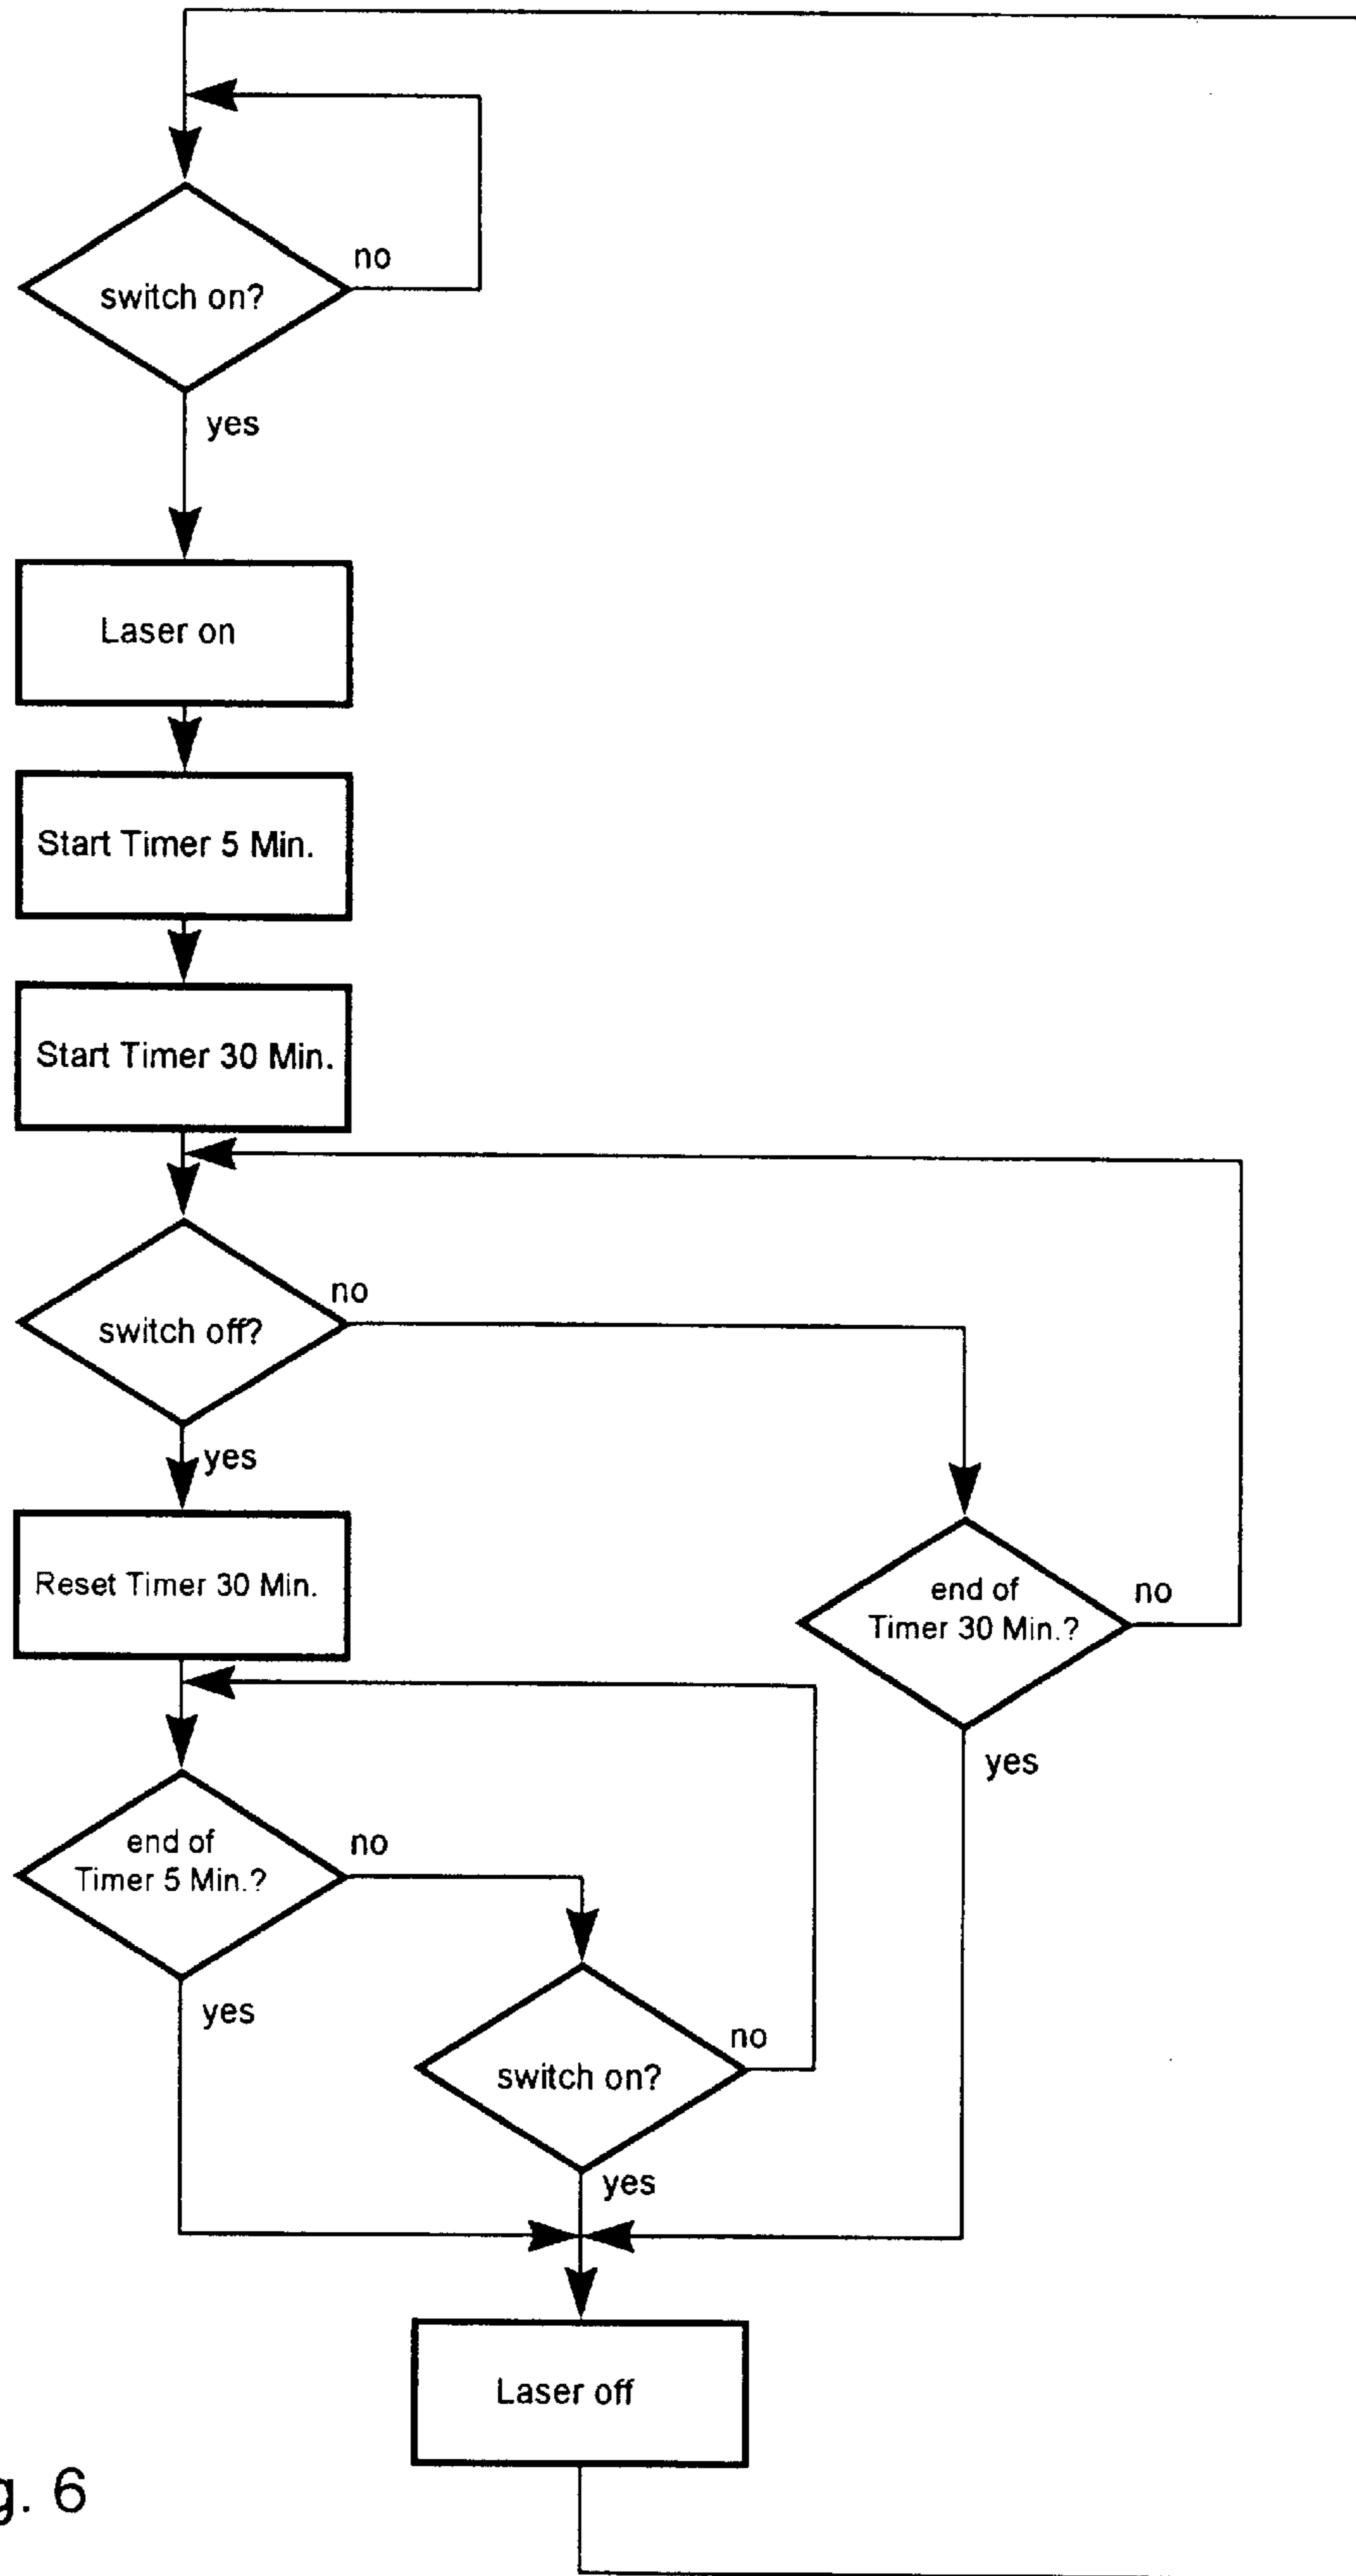 no
switch on?
yes
Laser on
Start Timer 5 Min.
Start Timer 30 Min.
no
switch off?
yes
Reset Timer 30 Min.
end of
Timer 30 Min.?
no
yes
end of
Timer 5 Min.?
no
yes
switch on?
no
yes
Laser off
g. 6